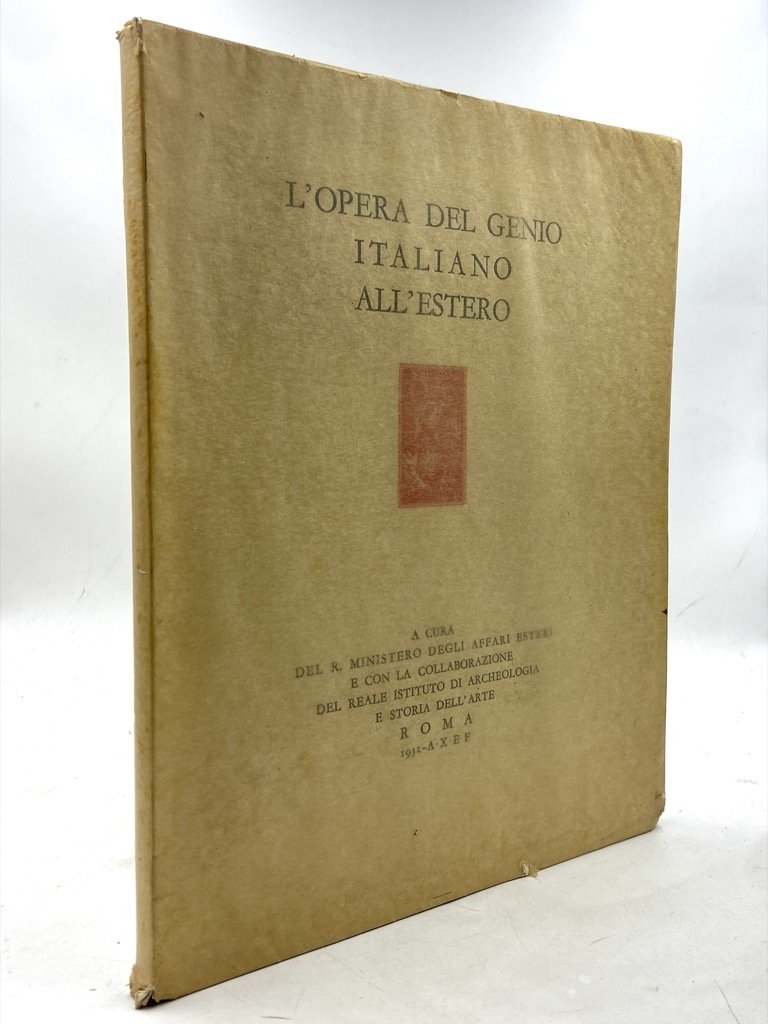 L'OPERA DEL GENIO
ITALIANO
ALL'ESTERO
A CURA
DEL R. MINISTERO DEGLI AFFARI ESTERI
E CON LA COLLABORAZIONE
DEL REALE ISTITUTO DI ARCHEOLOGIA
E STORIA DELL'ARTE
ROMA
1931-A·X·E·F